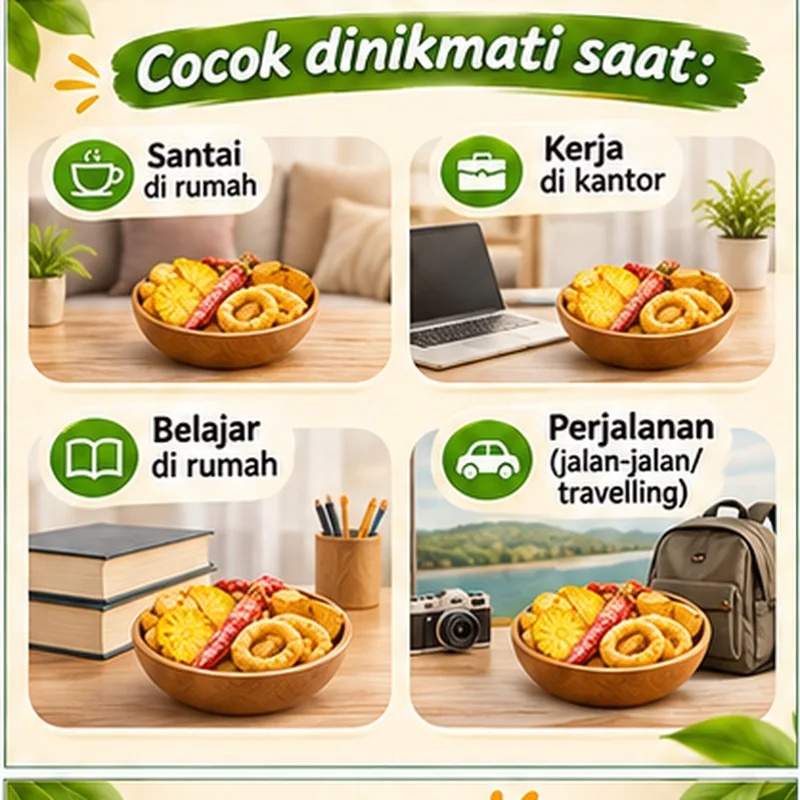 Cocok dinikmati saat:
Santai
di rumah
Kerja
di kantor
Belajar
di rumah
Perjalanan
(jalan-jalan/
travelling)